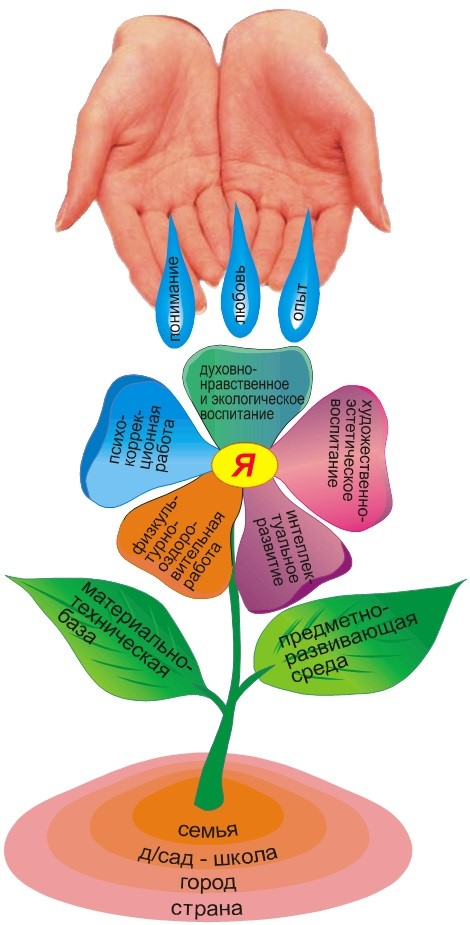 понимание
любовь
опыт
духовно-
нравственное
и экологическое
воспитание
психо-
коррек-
ционная
работа
Я
художественно-
эстетическое
воспитание
физкуль-
турно-
оздоро-
вительная
работа
интеллек-
туальное
развитие
материально-
техническая
база
предметно-
развивающая
среда
семья
д/сад - школа
город
страна